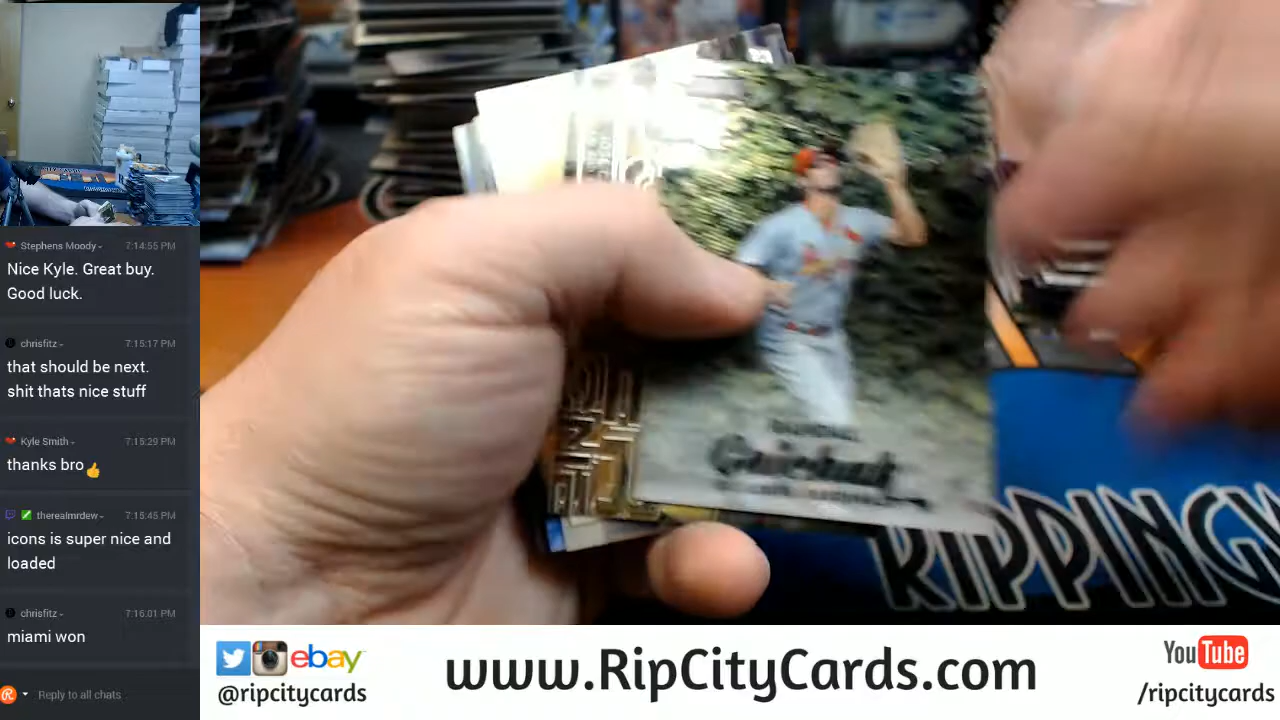 Stephens Moody 7:14:55 PM
Nice Kyle. Great buy.
Good luck.
chrisfitz 7:15:17 PM
that should be next.
shit thats nice stuff
Kyle Smith 7:15:29 PM
thanks bro
therealmrdew 7:15:45 PM
icons is super nice and
loaded
chrisfitz 7:16:01 PM
miami won
Reply to all chats
RIPPING
ebay
@ripcitycards
www.RipCityCards.com
YouTube
/ripcitycards